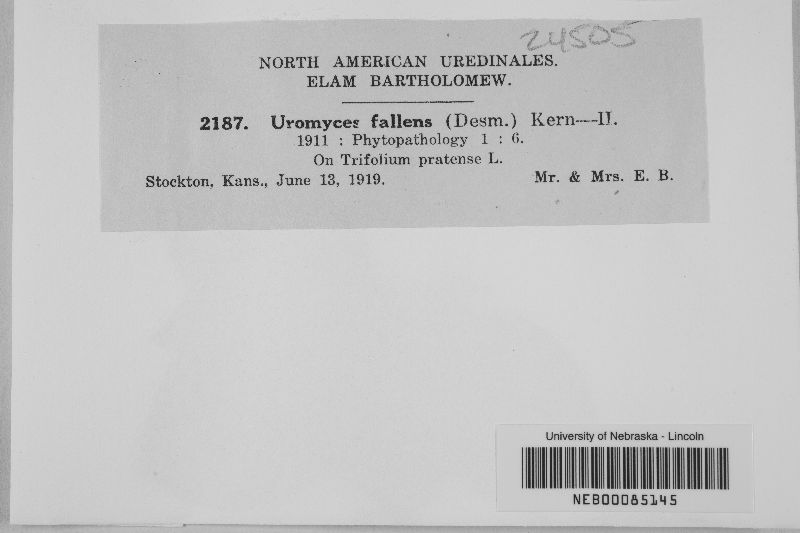 24505
NORTH AMERICAN UREDINALES.
ELAM BARTHOLOMEW.
2187. Uromyces fallens (Desm.) Kern—II.
1911 : Phytopathology 1 : 6.
On Trifolium pratense L.
Stockton, Kans., June 13, 1919. Mr. & Mrs. E. B.
University of Nebraska - Lincoln
NEB00085145